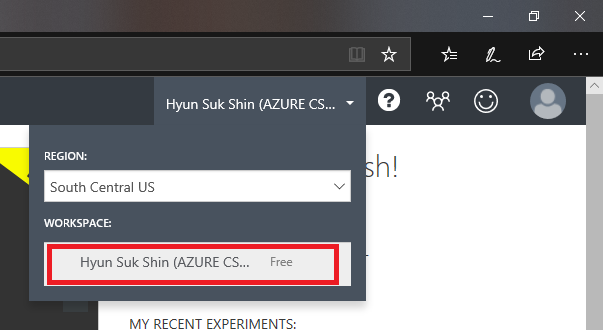 Hyun Suk Shin (AZURE CS...
sh!
REGION:
South Central US
WORKSPACE:
Hyun Suk Shin (AZURE CS... Free
MY RECENT EXPERIMENTS: